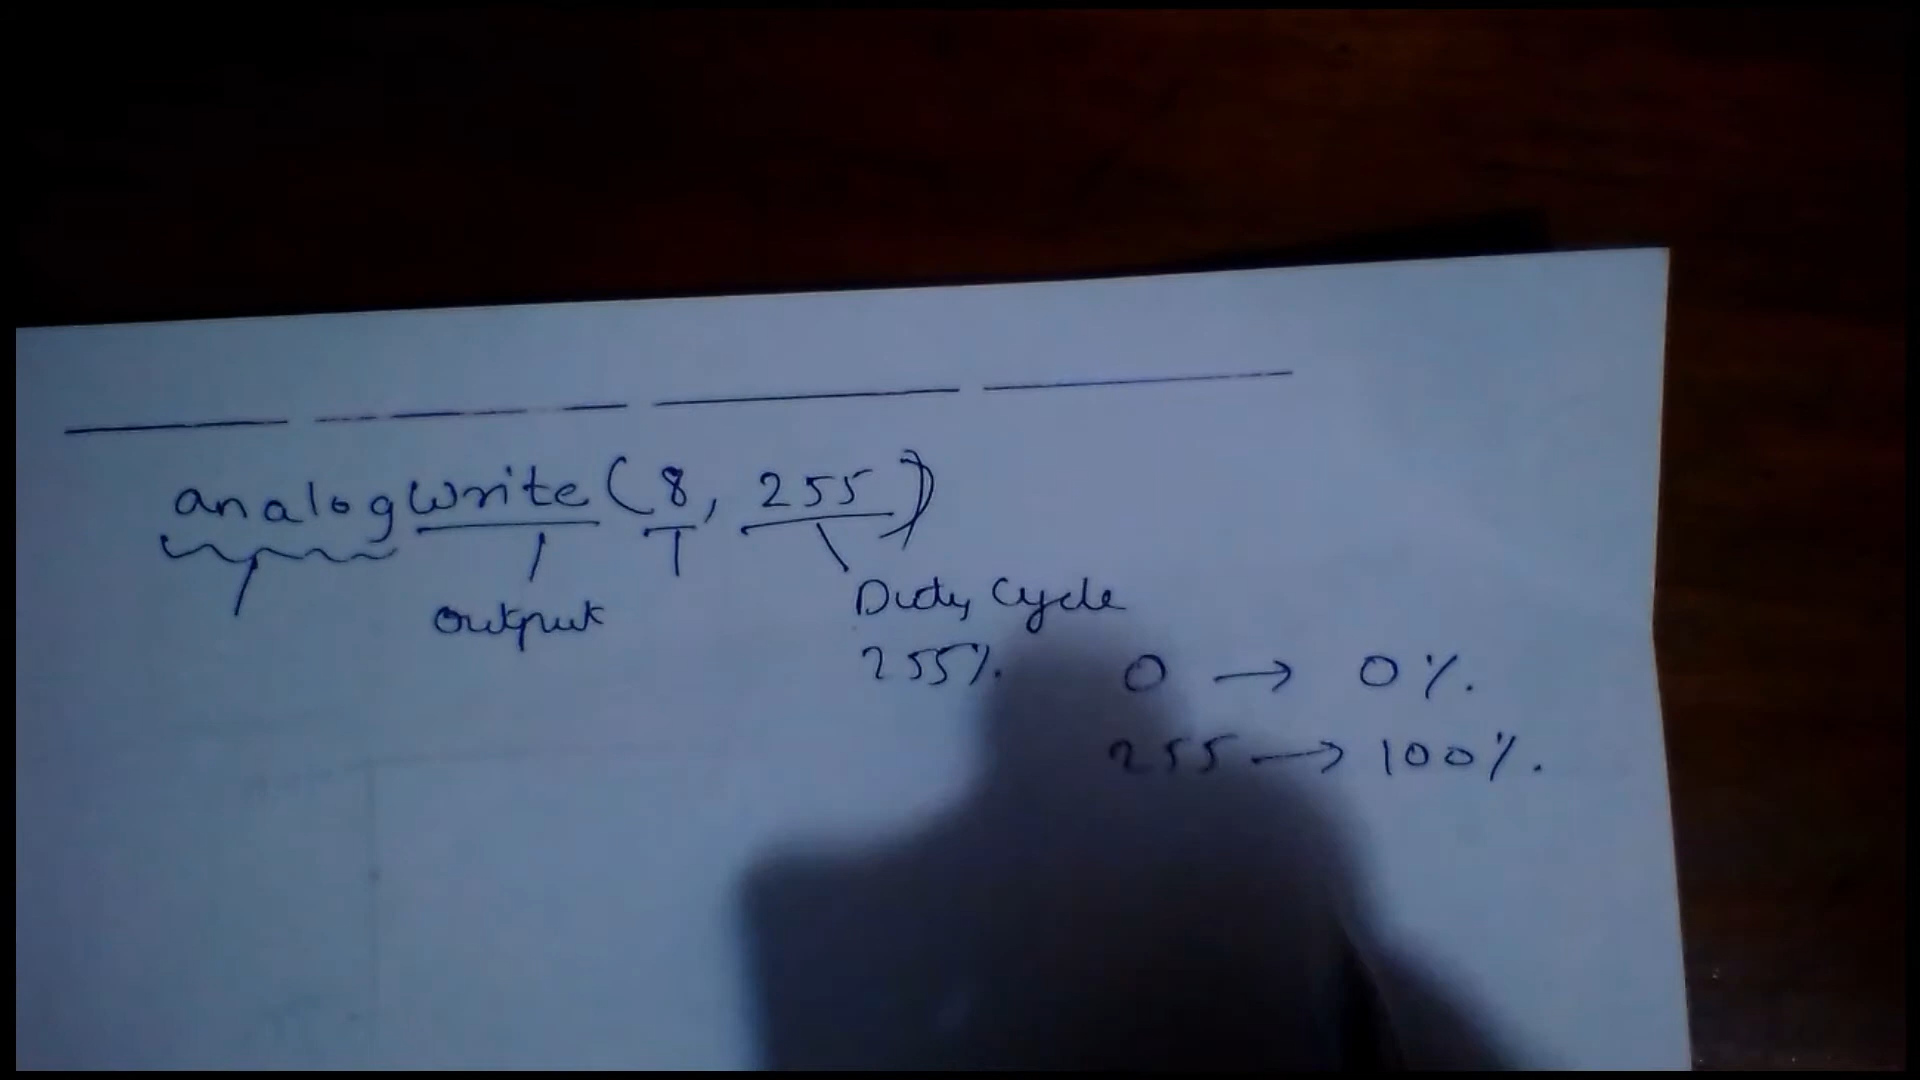 analogwrite(8, 255)
output
Duty Cycle
255%. 0 → 0%.
255 → 100%.